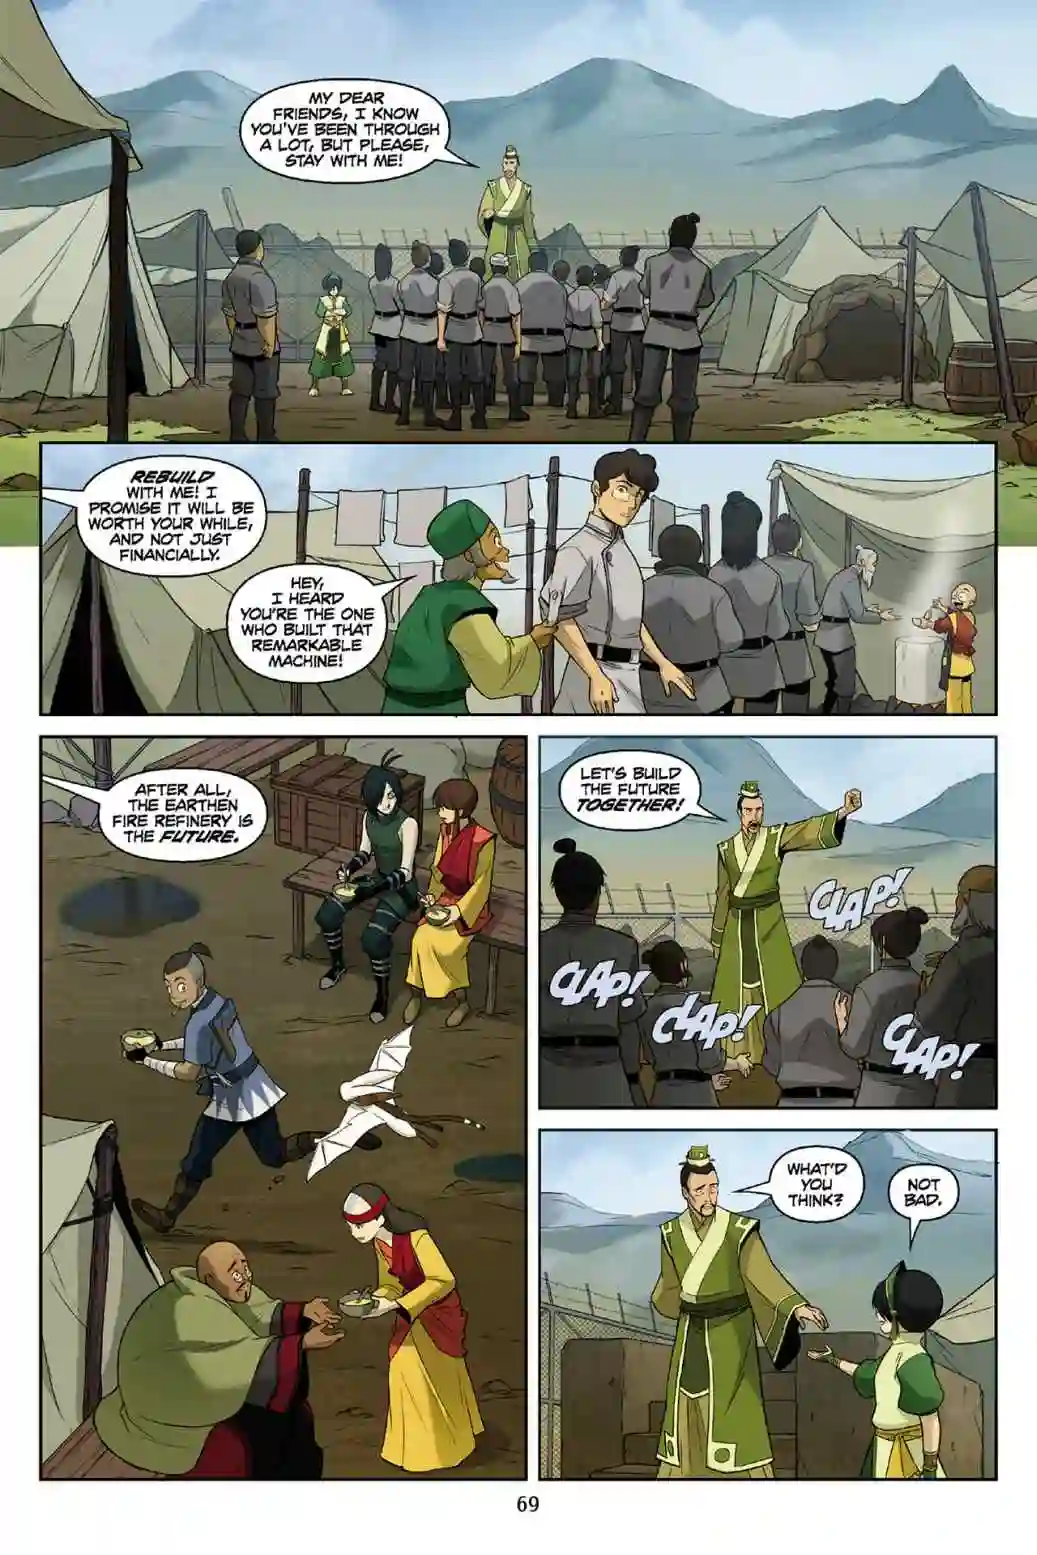 MY DEAR
FRIENDS, I KNOW
YOU'VE BEEN THROUGH
A LOT, BUT PLEASE,
STAY WITH ME!
REBUILD
WITH ME! I
PROMISE IT WILL BE
WORTH YOUR WHILE,
AND NOT JUST
FINANCIALLY.
HEY,
I HEARD
YOU'RE THE ONE
WHO BUILT THAT
REMARKABLE
MACHINE!
AFTER ALL,
THE EARTHEN
FIRE REFINERY IS
THE FUTURE.
LET'S BUILD
THE FUTURE
TOGETHER!
CLAP!
CLAP!
CLAP!
CLAP!
WHAT'D
YOU
THINK?
NOT
BAD.
69